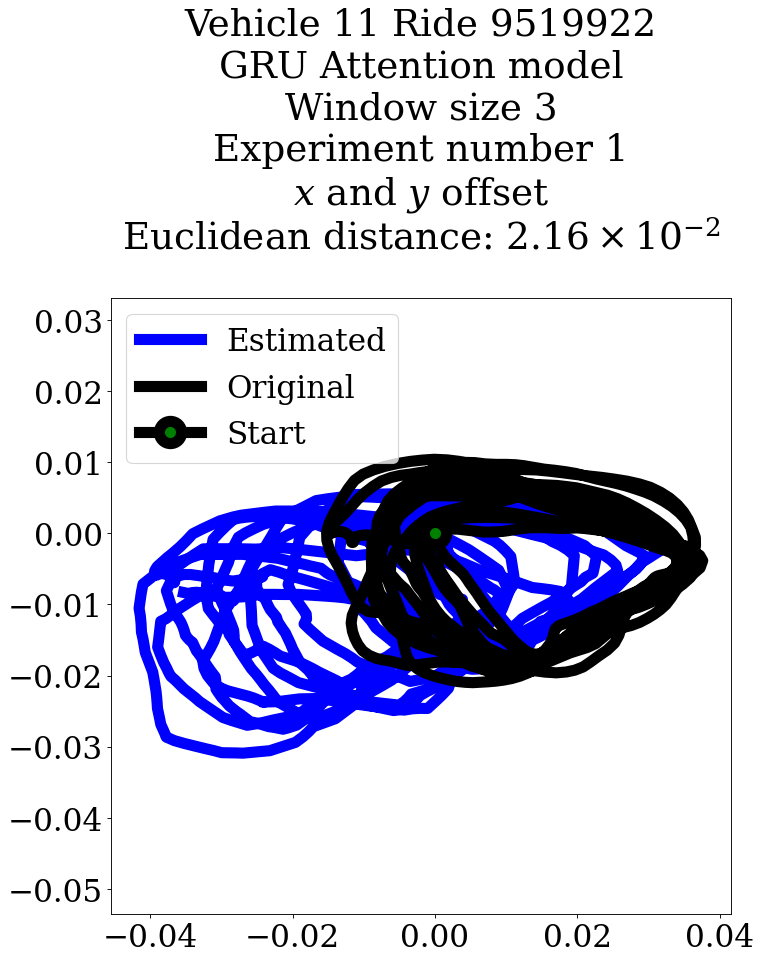 Vehicle 11 Ride 9519922
GRU Attention model
Window size 3
Experiment number 1
x and y offset
Euclidean distance: 2.16 × 10⁻²
Estimated
Original
Start
0.03
0.02
0.01
0.00
−0.01
−0.02
−0.03
−0.04
−0.05
−0.04 −0.02 0.00 0.02 0.04